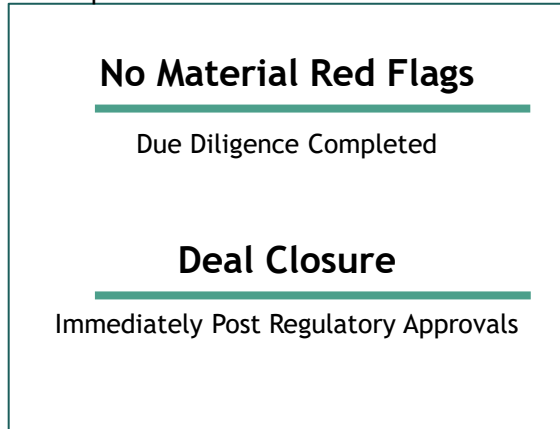 No Material Red Flags
Due Diligence Completed
Deal Closure
Immediately Post Regulatory Approvals